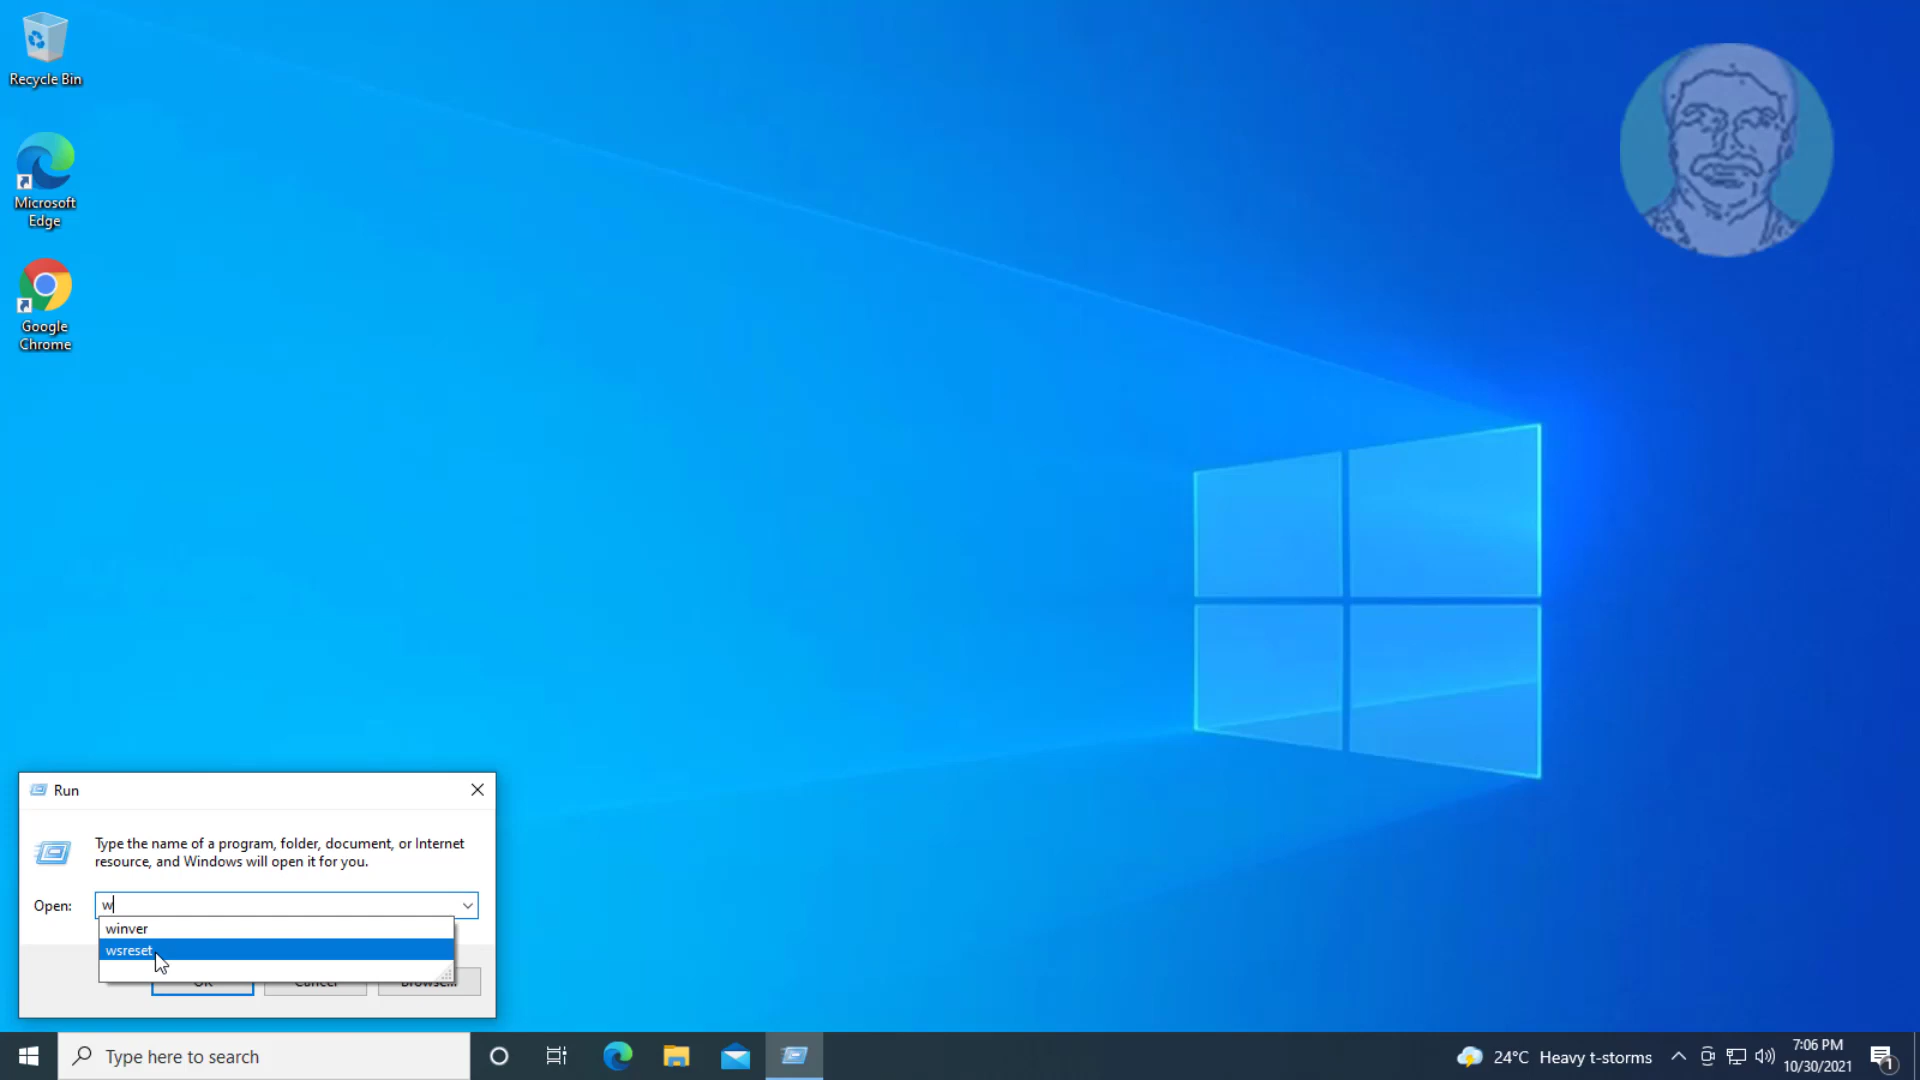 Recycle Bin
Microsoft
Edge
Google
Chrome
Run
Type the name of a program, folder, document, or Internet
resource, and Windows will open it for you.
Open:
w
winver
wsreset
OK
Cancel
Browse...
Type here to search
24°C Heavy t-storms
7:06 PM
10/30/2021
1